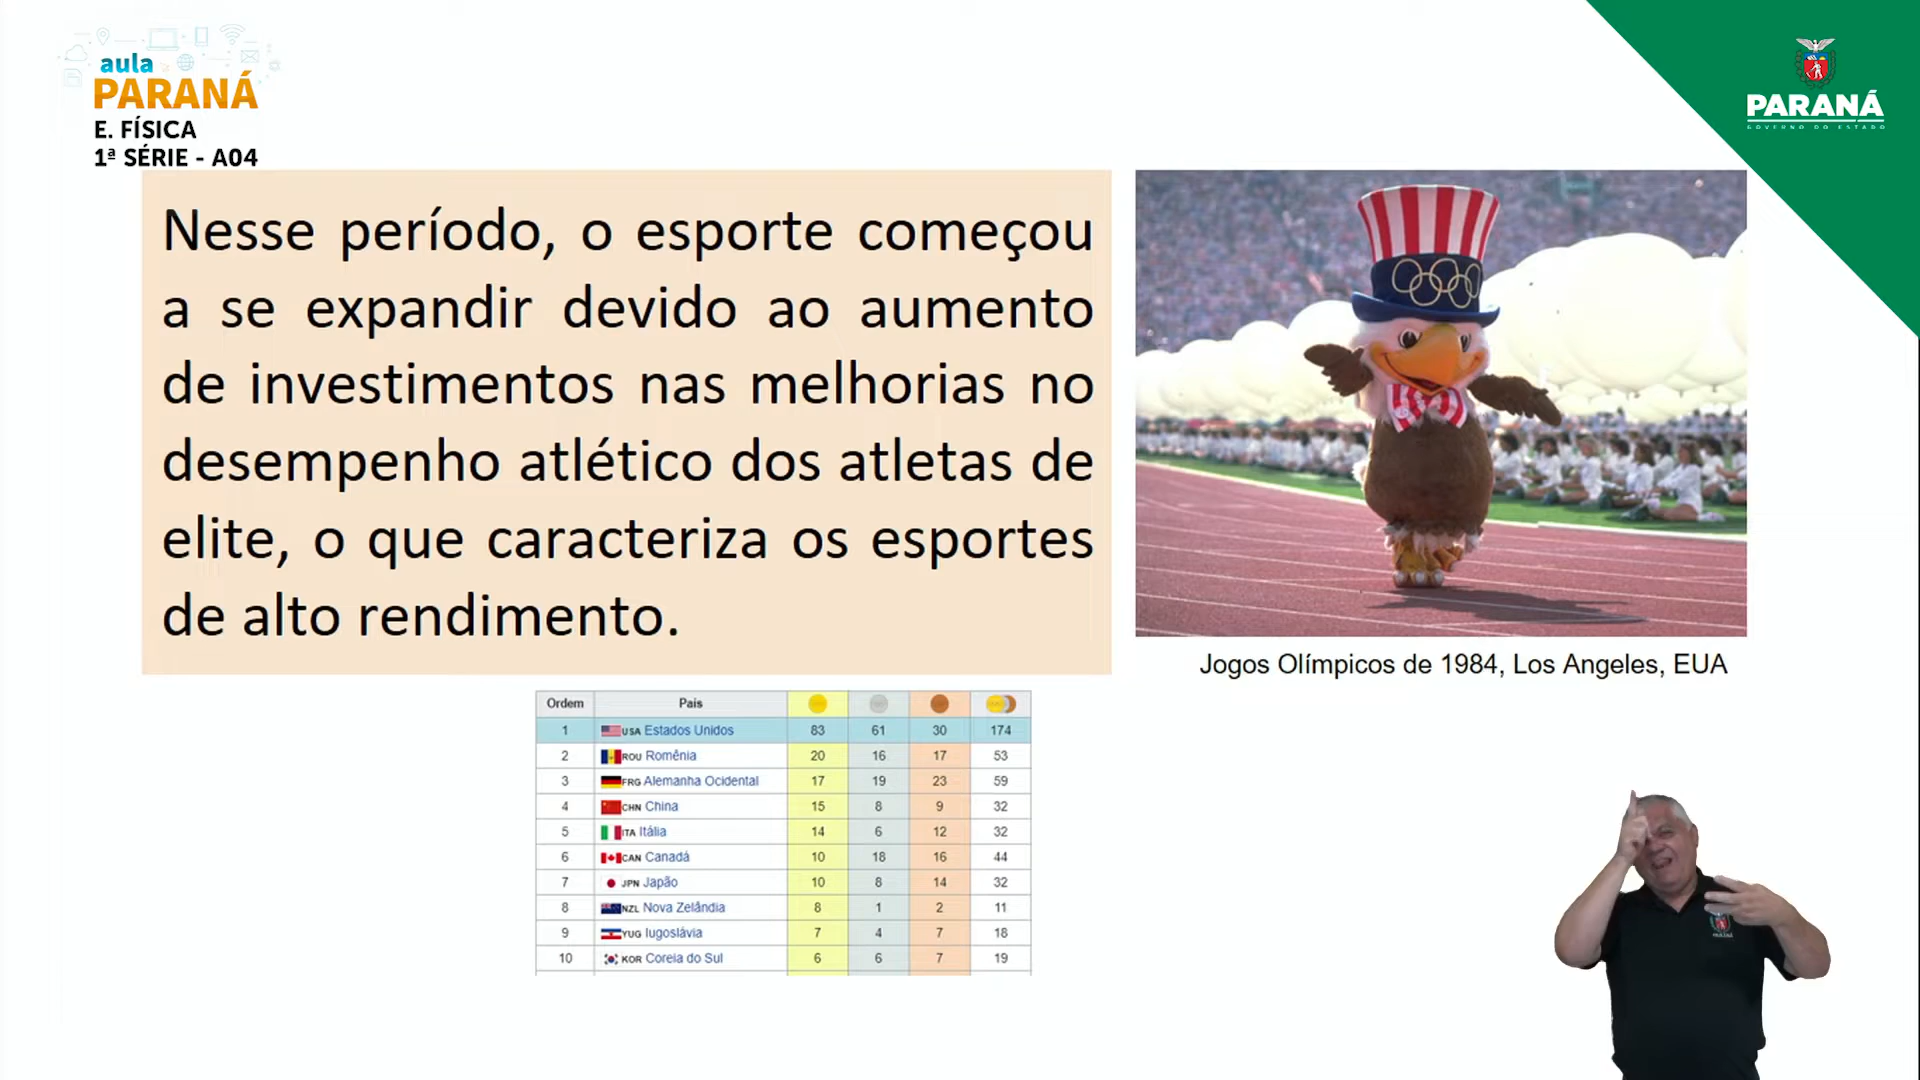 aula
PARANÁ
E. FÍSICA
1ª SÉRIE - A04
PARANÁ
GOVERNO DO ESTADO
Nesse período, o esporte começou
a se expandir devido ao aumento
de investimentos nas melhorias no
desempenho atlético dos atletas de
elite, o que caracteriza os esportes
de alto rendimento.
Jogos Olímpicos de 1984, Los Angeles, EUA
Ordem País
1 USA Estados Unidos 83 61 30 174
2 ROU Romênia 20 16 17 53
3 FRG Alemanha Ocidental 17 19 23 59
4 CHN China 15 8 9 32
5 ITA Itália 14 6 12 32
6 CAN Canadá 10 18 16 44
7 JPN Japão 10 8 14 32
8 NZL Nova Zelândia 8 1 2 11
9 YUG Iugoslávia 7 4 7 18
10 KOR Coreia do Sul 6 6 7 19